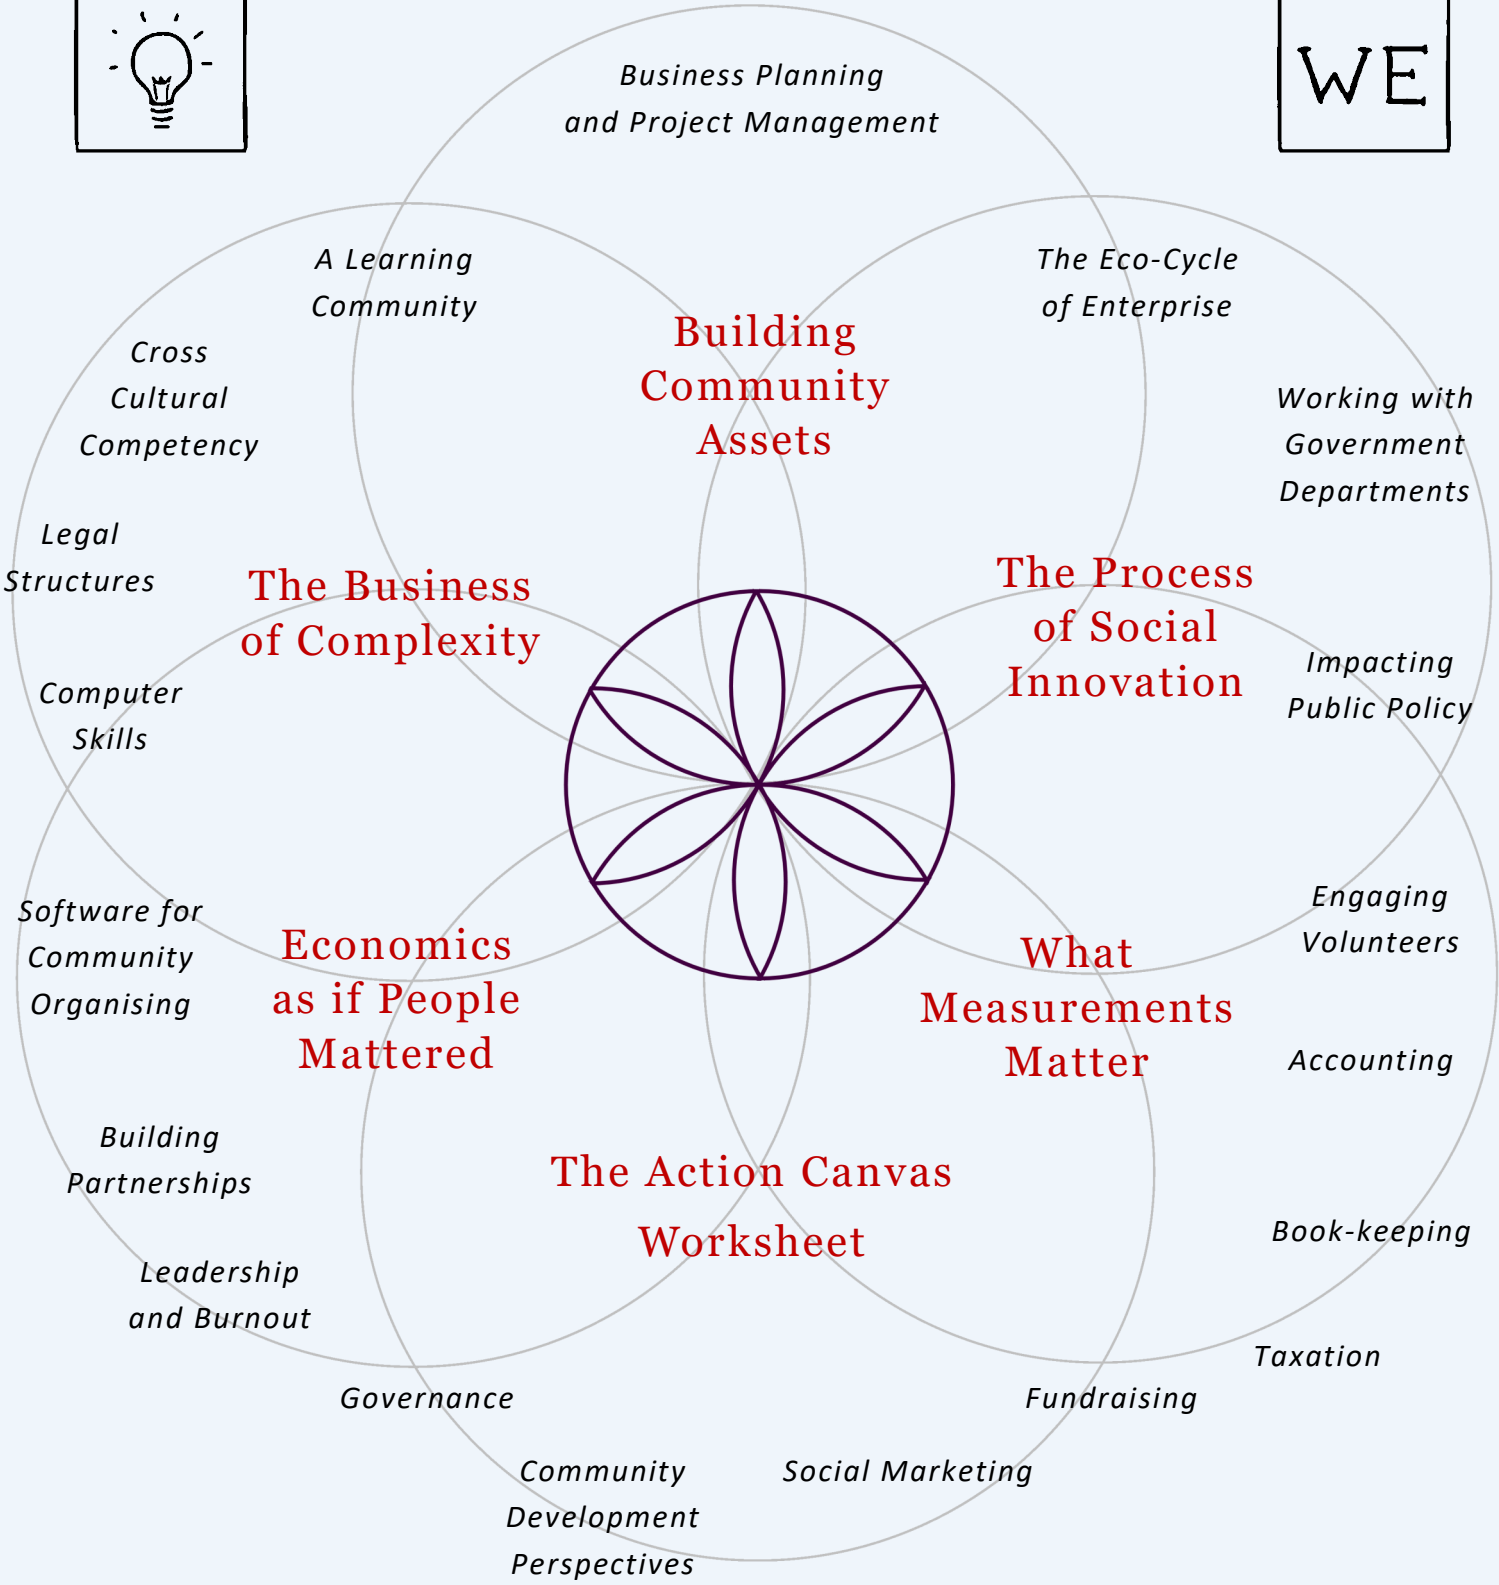 WE
Business Planning
and Project Management
A Learning
Community
The Eco-Cycle
of Enterprise
Building
Community
Assets
Cross
Cultural
Competency
Working with
Government
Departments
Legal
Structures
The Business
of Complexity
The Process
of Social
Innovation
Impacting
Public Policy
Computer
Skills
Software for
Community
Organising
Economics
as if People
Mattered
What
Measurements
Matter
Engaging
Volunteers
Accounting
Building
Partnerships
The Action Canvas
Worksheet
Book-keeping
Leadership
and Burnout
Taxation
Governance
Fundraising
Community
Development
Perspectives
Social Marketing